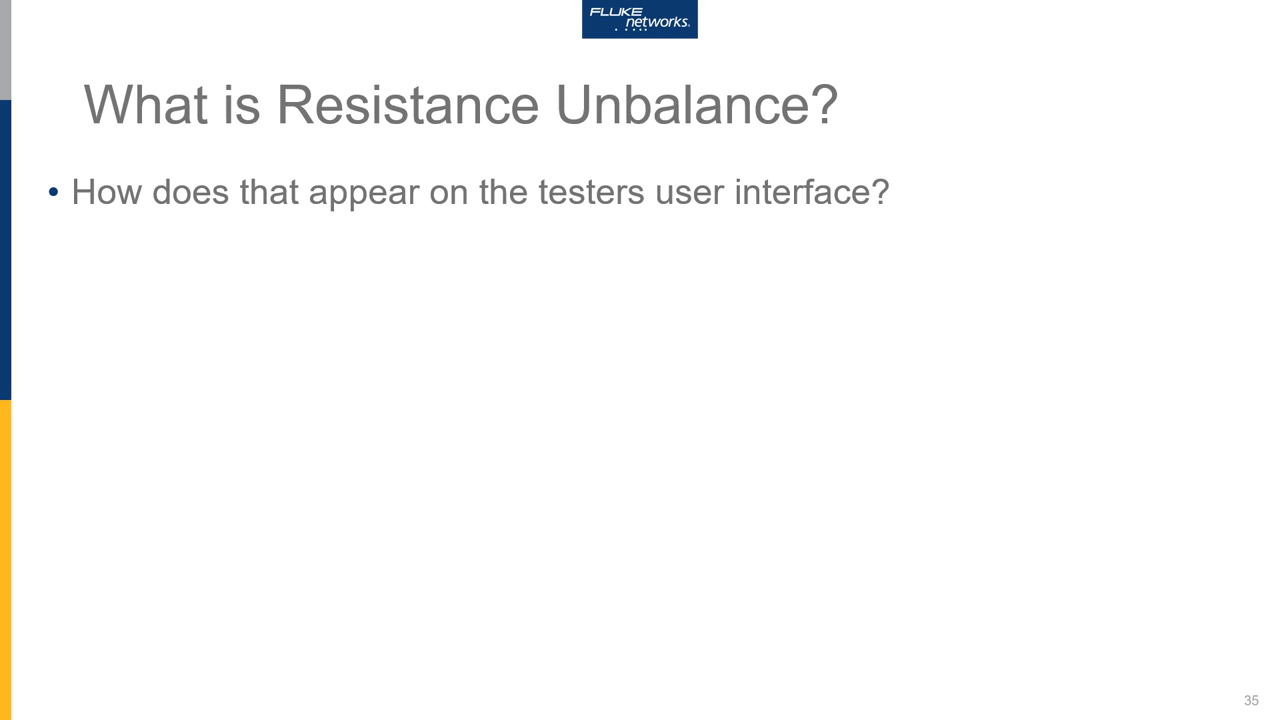 FLUKE
networks®
What is Resistance Unbalance?
• How does that appear on the testers user interface?
35